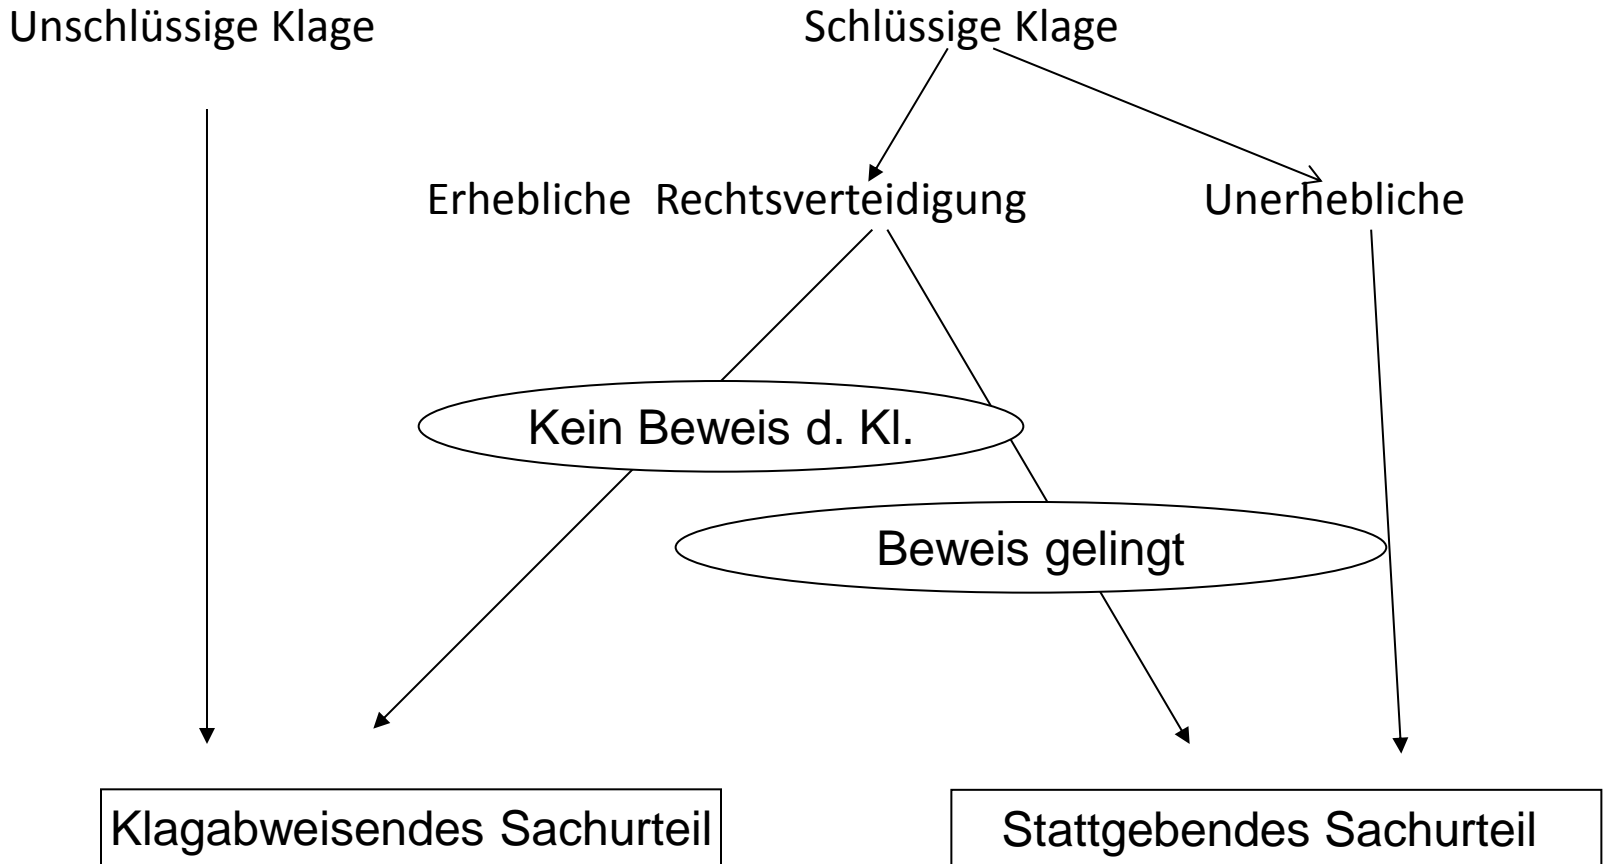 Unschlüssige Klage
Schlüssige Klage
Erhebliche Rechtsverteidigung
Unerhebliche
Kein Beweis d. Kl.
Beweis gelingt
Klagabweisendes Sachurteil
Stattgebendes Sachurteil